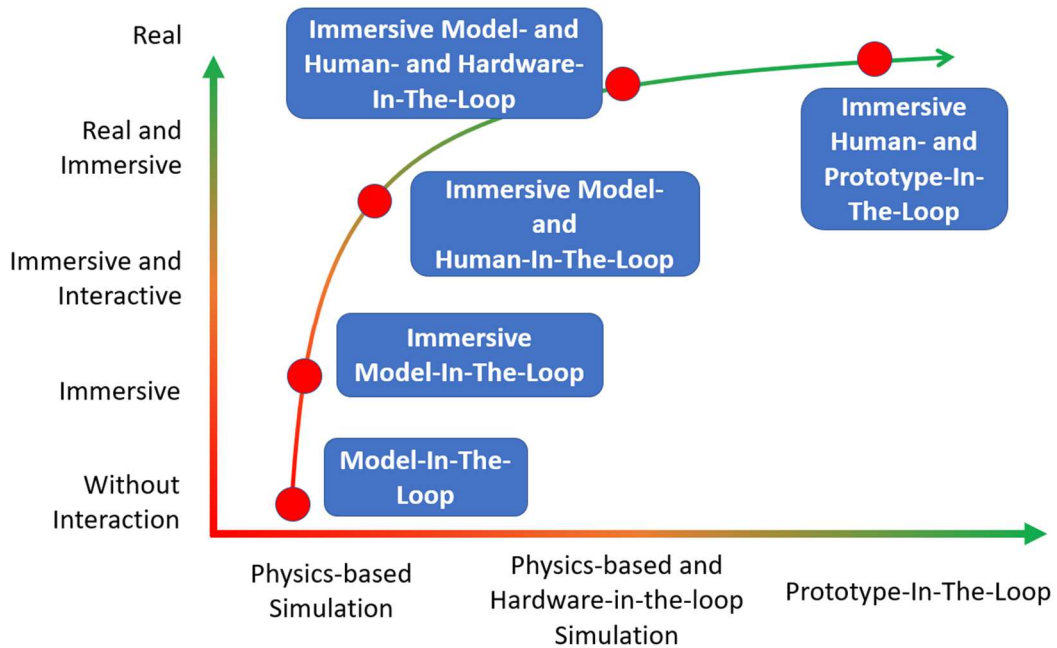 Real
Real and
Immersive
Immersive and
Interactive
Immersive
Without
Interaction
Immersive Model- and
Human- and Hardware-
In-The-Loop
Immersive
Human- and
Prototype-In-
The-Loop
Immersive Model-
and
Human-In-The-Loop
Immersive
Model-In-The-Loop
Model-In-The-
Loop
Physics-based
Simulation
Physics-based and
Hardware-in-the-loop
Simulation
Prototype-In-The-Loop